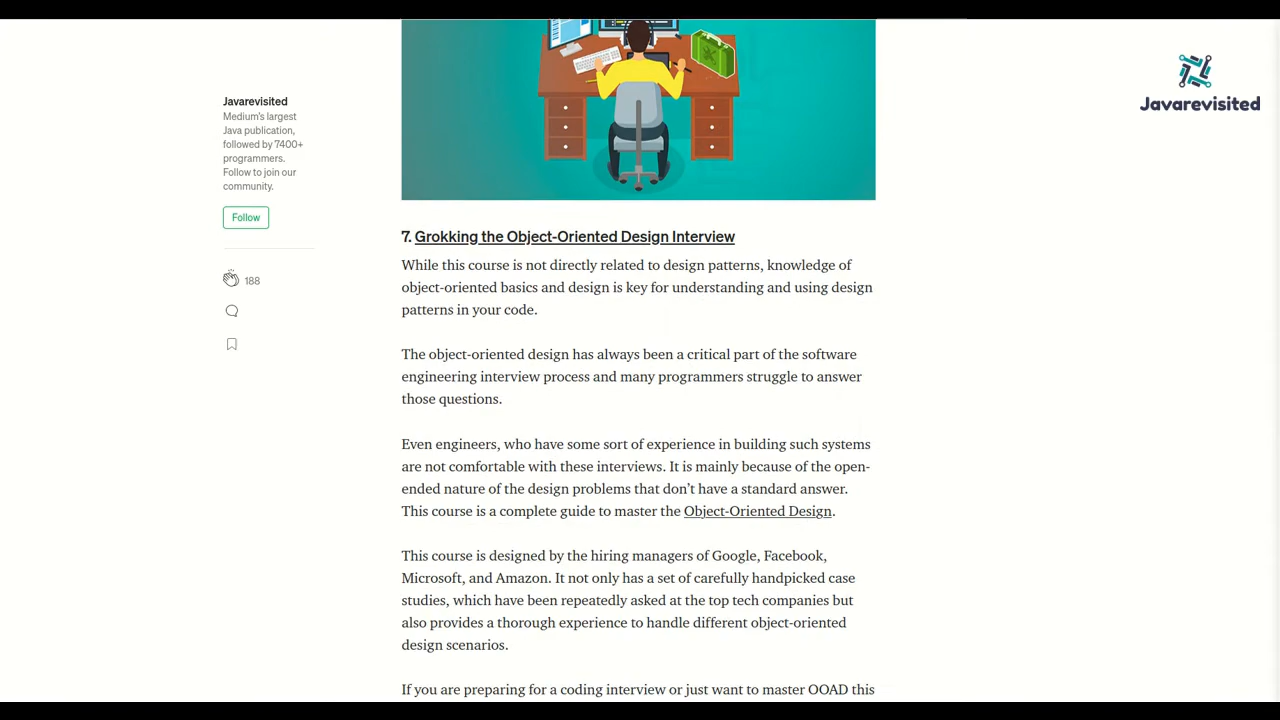 Javarevisited
Javarevisited
Medium's largest
Java publication,
followed by 7400+
programmers.
Follow to join our
community.
Follow
188
7. Grokking the Object-Oriented Design Interview
While this course is not directly related to design patterns, knowledge of
object-oriented basics and design is key for understanding and using design
patterns in your code.
The object-oriented design has always been a critical part of the software
engineering interview process and many programmers struggle to answer
those questions.
Even engineers, who have some sort of experience in building such systems
are not comfortable with these interviews. It is mainly because of the open-
ended nature of the design problems that don’t have a standard answer.
This course is a complete guide to master the Object-Oriented Design.
This course is designed by the hiring managers of Google, Facebook,
Microsoft, and Amazon. It not only has a set of carefully handpicked case
studies, which have been repeatedly asked at the top tech companies but
also provides a thorough experience to handle different object-oriented
design scenarios.
If you are preparing for a coding interview or just want to master OOAD this